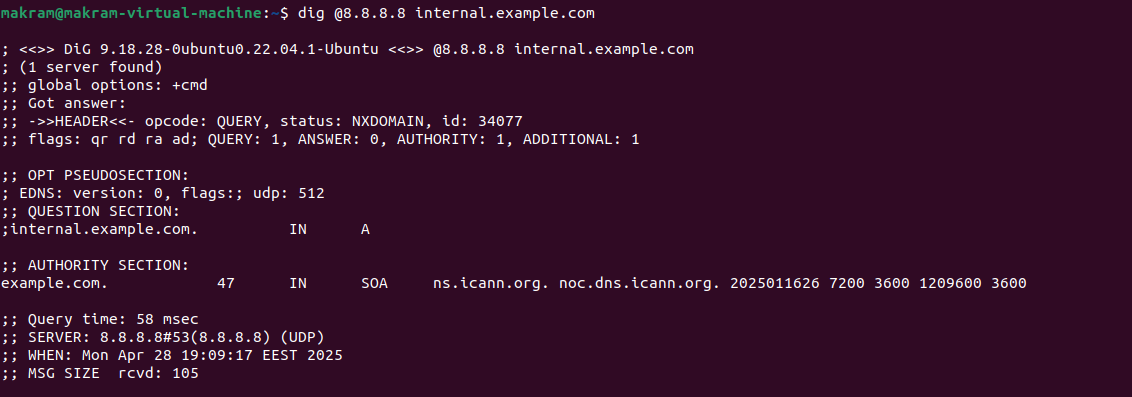 makram@makram-virtual-machine:~$ dig @8.8.8.8 internal.example.com
; <<>> DiG 9.18.28-0ubuntu0.22.04.1-Ubuntu <<>> @8.8.8.8 internal.example.com
; (1 server found)
;; global options: +cmd
;; Got answer:
;; ->>HEADER<<- opcode: QUERY, status: NXDOMAIN, id: 34077
;; flags: qr rd ra ad; QUERY: 1, ANSWER: 0, AUTHORITY: 1, ADDITIONAL: 1
;; OPT PSEUDOSECTION:
; EDNS: version: 0, flags:; udp: 512
;; QUESTION SECTION:
;internal.example.com. IN A
;; AUTHORITY SECTION:
example.com. 47 IN SOA ns.icann.org. noc.dns.icann.org. 2025011626 7200 3600 1209600 3600
;; Query time: 58 msec
;; SERVER: 8.8.8.8#53(8.8.8.8) (UDP)
;; WHEN: Mon Apr 28 19:09:17 EEST 2025
;; MSG SIZE  rcvd: 105